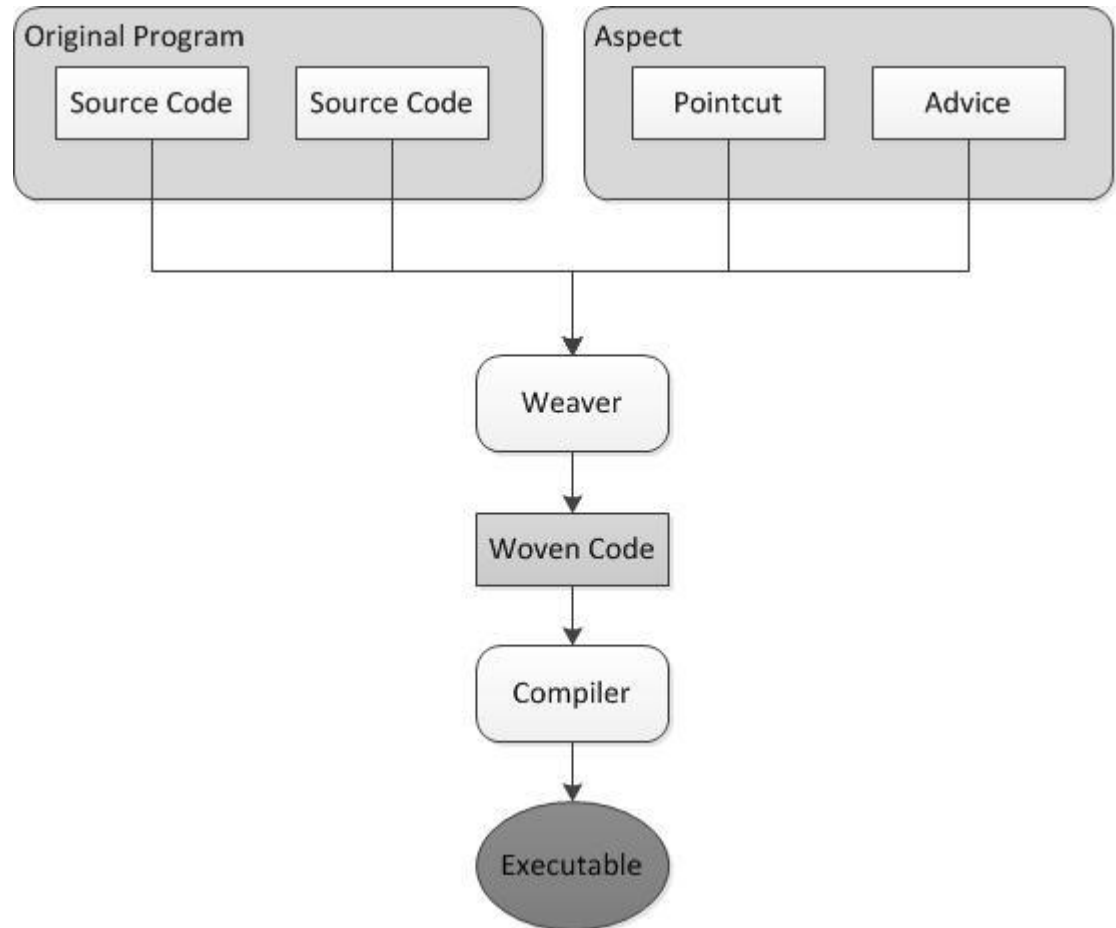 Original Program
Source Code
Source Code
Aspect
Pointcut
Advice
Weaver
Woven Code
Compiler
Executable